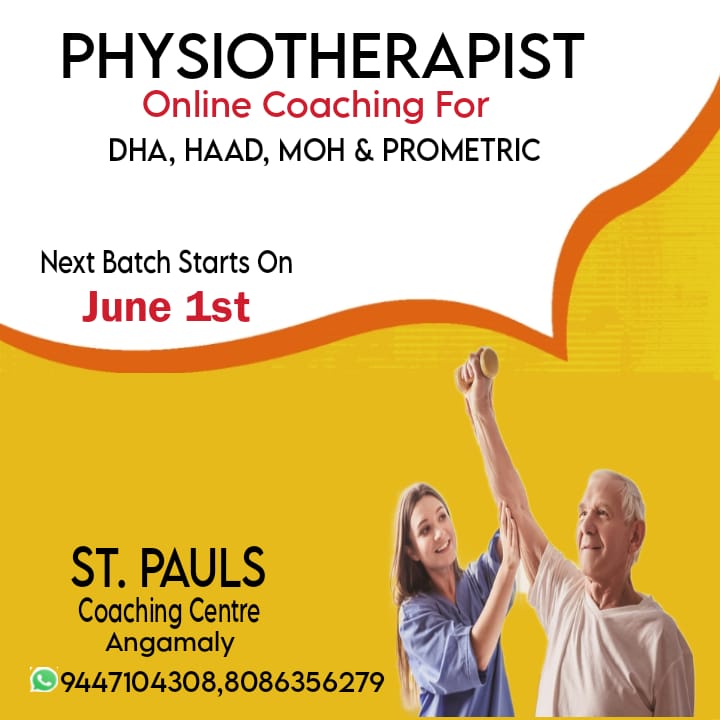 PHYSIOTHERAPIST
Online Coaching For
DHA, HAAD, MOH & PROMETRIC
Next Batch Starts On
June 1st
ST. PAULS
Coaching Centre
Angamaly
9447104308,8086356279